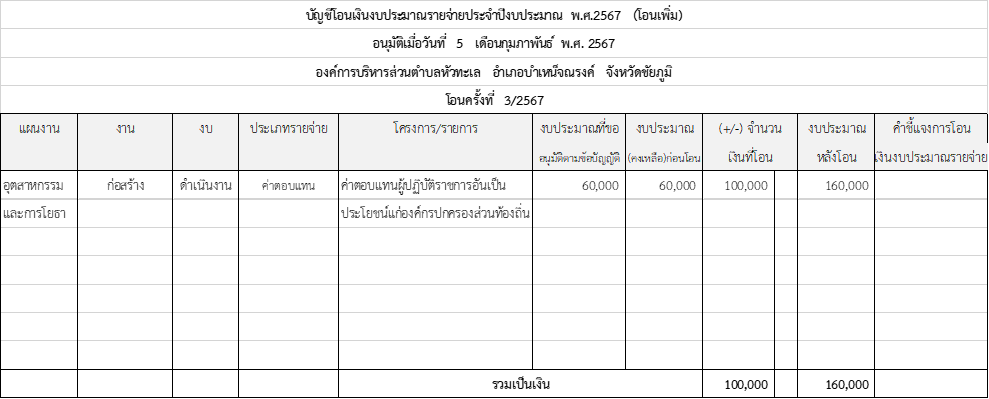 บัญชีโอนเงินงบประมาณรายจ่ายประจำปีงบประมาณ พ.ศ.2567 (โอนเพิ่ม)
อนุมัติเมื่อวันที่ 5 เดือนกุมภาพันธ์ พ.ศ. 2567
องค์การบริหารส่วนตำบลหัวทะเล อำเภอบำเหน็จณรงค์ จังหวัดชัยภูมิ
โอนครั้งที่ 3/2567
แผนงาน งาน งบ ประเภทรายจ่าย โครงการ/รายการ งบประมาณที่ขอ งบประมาณ (+/-) จำนวน งบประมาณ คำชี้แจงการโอน
อนุมัติตามข้อบัญญัติ (คงเหลือ)ก่อนโอน เงินที่โอน หลังโอน เงินงบประมาณรายจ่าย
อุตสาหกรรม ก่อสร้าง ดำเนินงาน ค่าตอบแทน ค่าตอบแทนผู้ปฏิบัติราชการอันเป็น 60,000 60,000 100,000 160,000
และการโยธา ประโยชน์แก่องค์กรปกครองส่วนท้องถิ่น
รวมเป็นเงิน 100,000 160,000